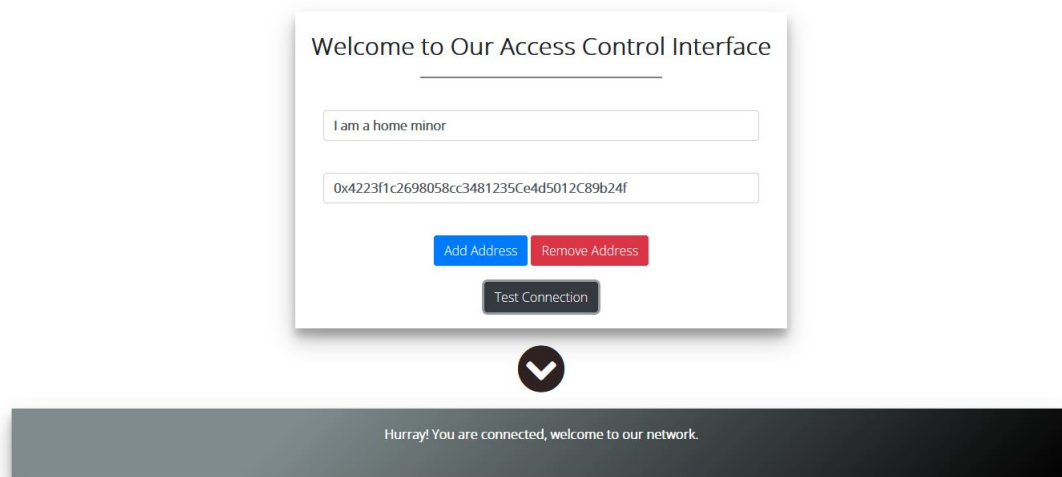 Welcome to Our Access Control Interface
I am a home minor
0x4223f1c2698058cc3481235Ce4d5012C89b24f
Add Address Remove Address
Test Connection
Hurray! You are connected, welcome to our network.